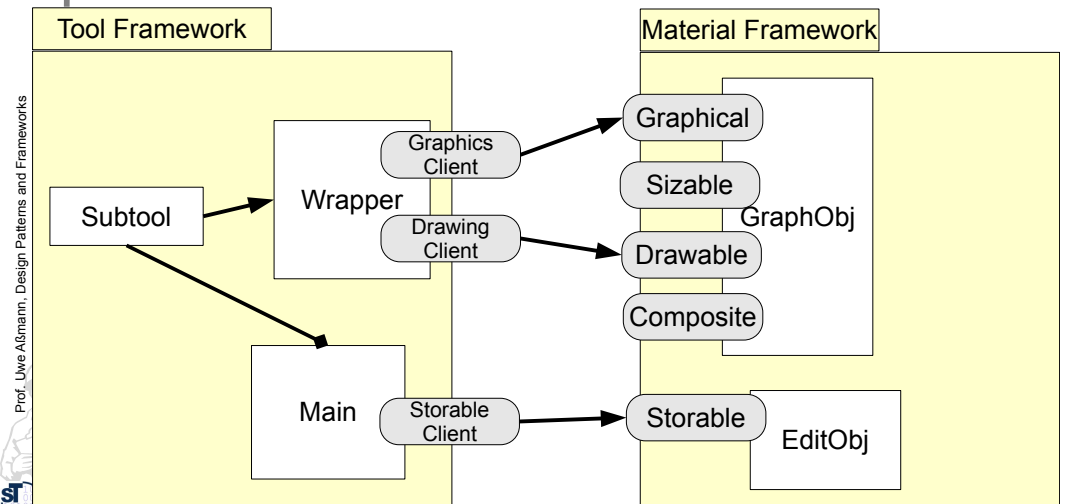 Tool Framework
Material Framework
Graphical
Graphics
Client
Wrapper
Sizable
Subtool
GraphObj
Drawing
Client
Drawable
Composite
Main
Storable
Client
Storable
EditObj
Prof. Uwe Aßmann, Design Patterns and Frameworks
sT